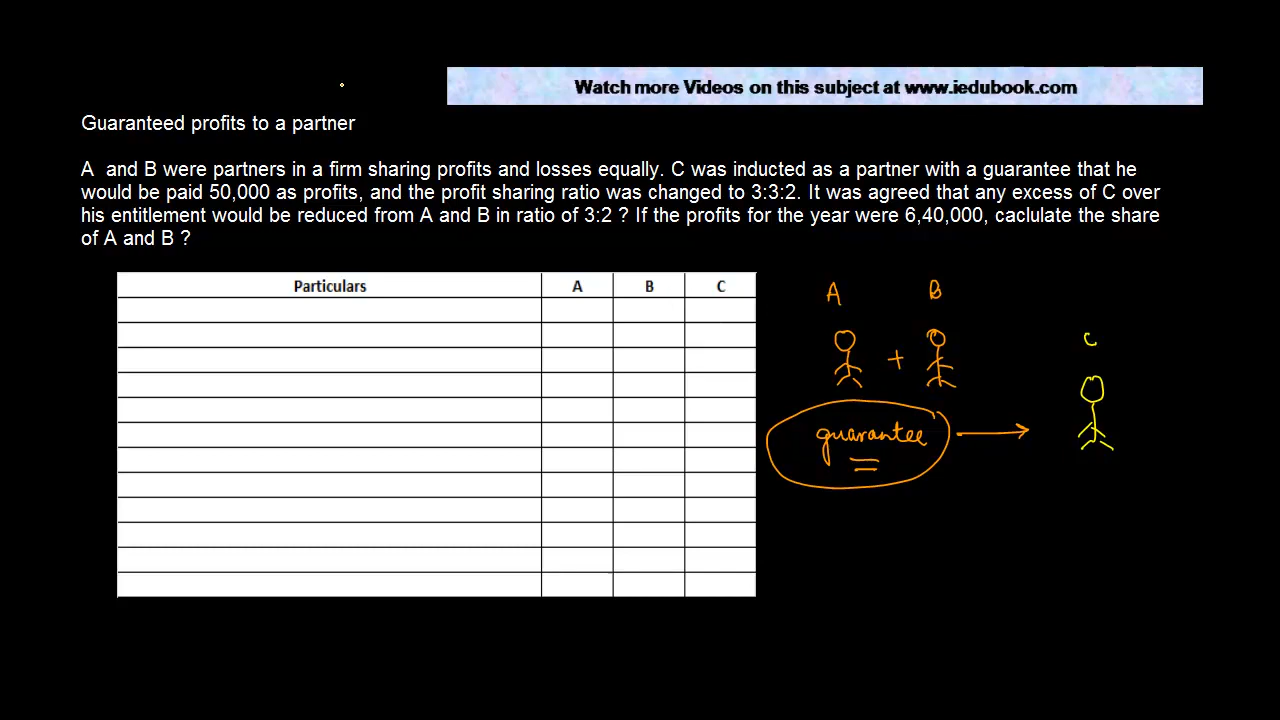 Watch more Videos on this subject at www.iedubook.com
Guaranteed profits to a partner
A and B were partners in a firm sharing profits and losses equally. C was inducted as a partner with a guarantee that he
would be paid 50,000 as profits, and the profit sharing ratio was changed to 3:3:2. It was agreed that any excess of C over
his entitlement would be reduced from A and B in ratio of 3:2 ? If the profits for the year were 6,40,000, caclulate the share
of A and B ?
Particulars A B C
A B
C
+
guarantee